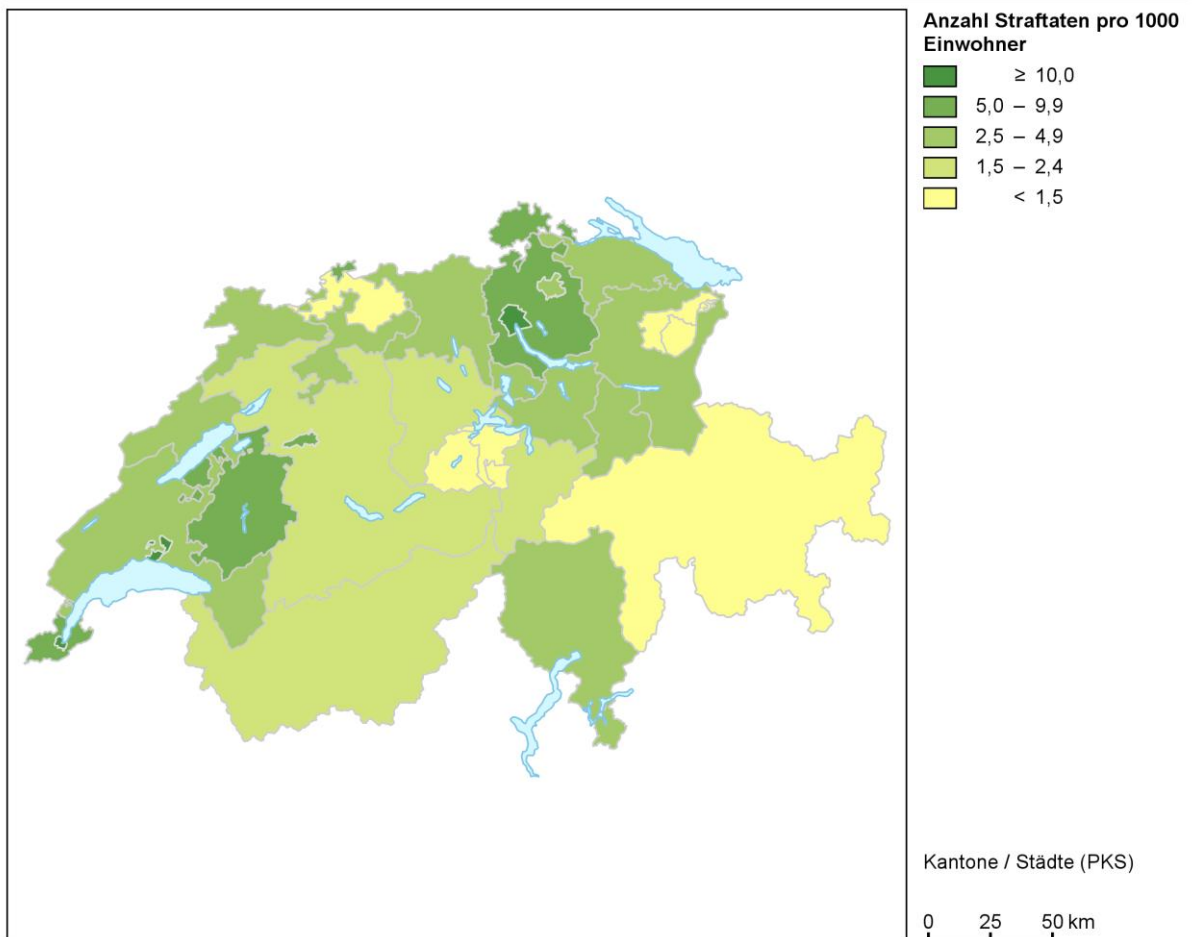 Anzahl Straftaten pro 1000
Einwohner
≥ 10,0
5,0 – 9,9
2,5 – 4,9
1,5 – 2,4
< 1,5
Kantone / Städte (PKS)
0 25 50 km